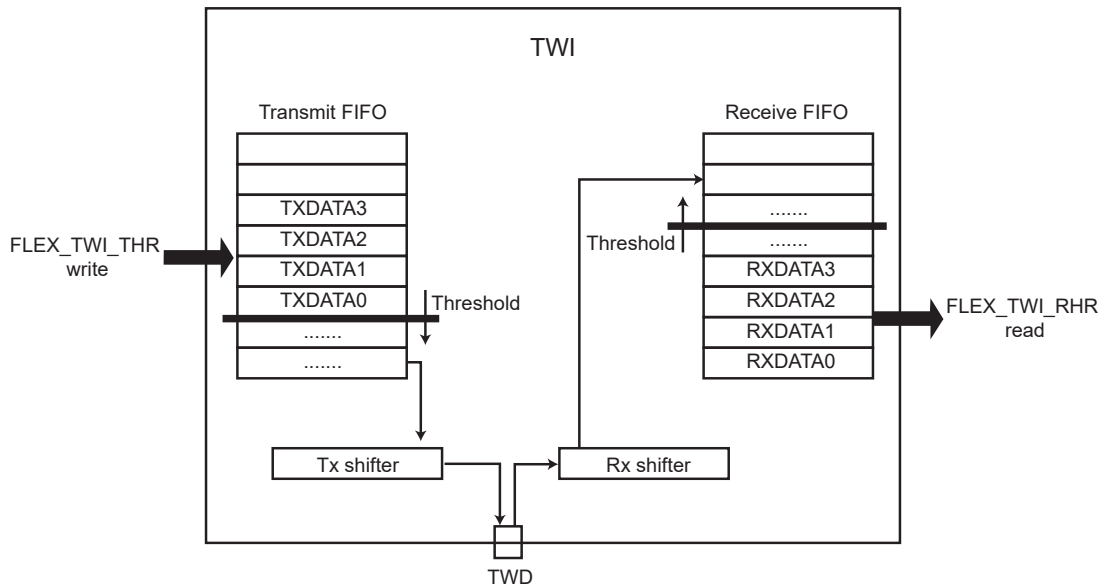 TWI
Transmit FIFO
Receive FIFO
TXDATA3
.......
FLEX_TWI_THR
write
TXDATA2
Threshold
.......
TXDATA1
RXDATA3
TXDATA0
Threshold
RXDATA2
FLEX_TWI_RHR
read
.......
RXDATA1
.......
RXDATA0
Tx shifter
Rx shifter
TWD